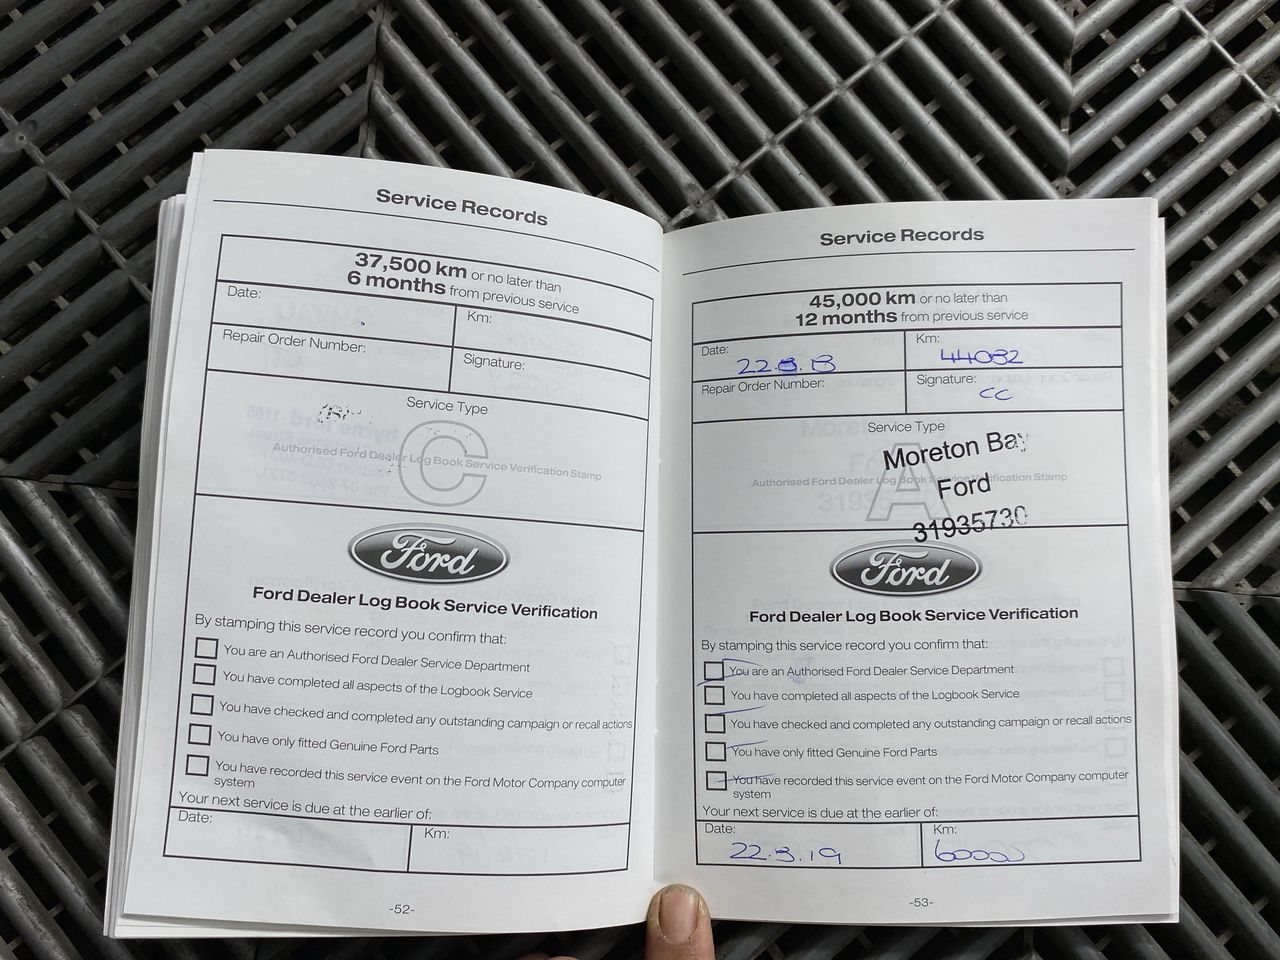 Service Records
37,500 km or no later than
6 months from previous service
Date:
Km:
Repair Order Number:
Signature:
Service Type
C
Authorised Ford Dealer Log Book Service Verification Stamp
Ford
Ford Dealer Log Book Service Verification
By stamping this service record you confirm that:
You are an Authorised Ford Dealer Service Department
You have completed all aspects of the Logbook Service
You have checked and completed any outstanding campaign or recall actions
You have only fitted Genuine Ford Parts
You have recorded this service event on the Ford Motor Company computer
system
Your next service is due at the earlier of:
Date:
Km:
-52-
Service Records
45,000 km or no later than
12 months from previous service
Date: 22.3.18
Km: 44082
Repair Order Number:
Signature: CC
Service Type
A
Authorised Ford Dealer Log Book Service Verification Stamp
Moreton Bay
Ford
31935730
Ford
Ford Dealer Log Book Service Verification
By stamping this service record you confirm that:
You are an Authorised Ford Dealer Service Department
You have completed all aspects of the Logbook Service
You have checked and completed any outstanding campaign or recall actions
You have only fitted Genuine Ford Parts
You have recorded this service event on the Ford Motor Company computer
system
Your next service is due at the earlier of:
Date: 22.3.19
Km: 60000
-53-